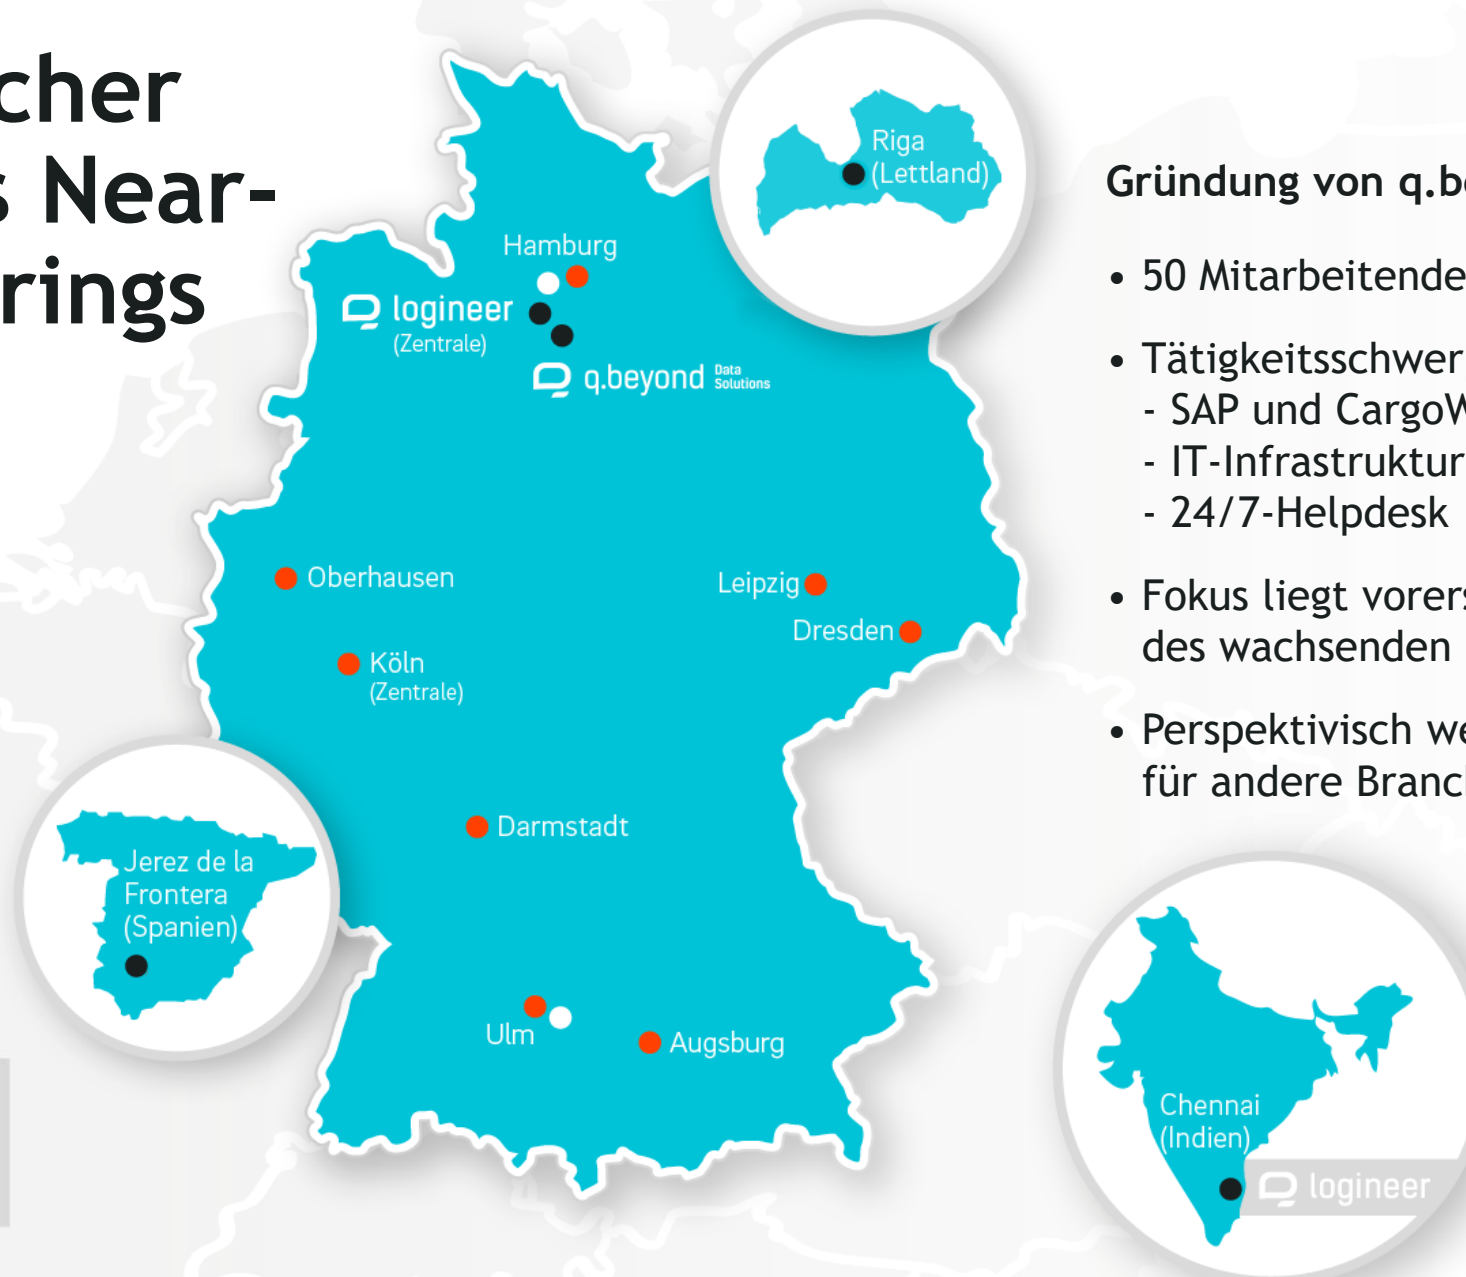 cher
s Near-
rings
Riga
(Lettland)
Hamburg
logineer
(Zentrale)
q.beyond Data
Solutions
Oberhausen
Leipzig
Dresden
Köln
(Zentrale)
Darmstadt
Jerez de la
Frontera
(Spanien)
Ulm
Augsburg
Gründung von q.be
• 50 Mitarbeitende
• Tätigkeitsschwer
- SAP und CargoW
- IT-Infrastruktur
- 24/7-Helpdesk
• Fokus liegt vorers
des wachsenden
• Perspektivisch we
für andere Branch
Chennai
(Indien)
logineer